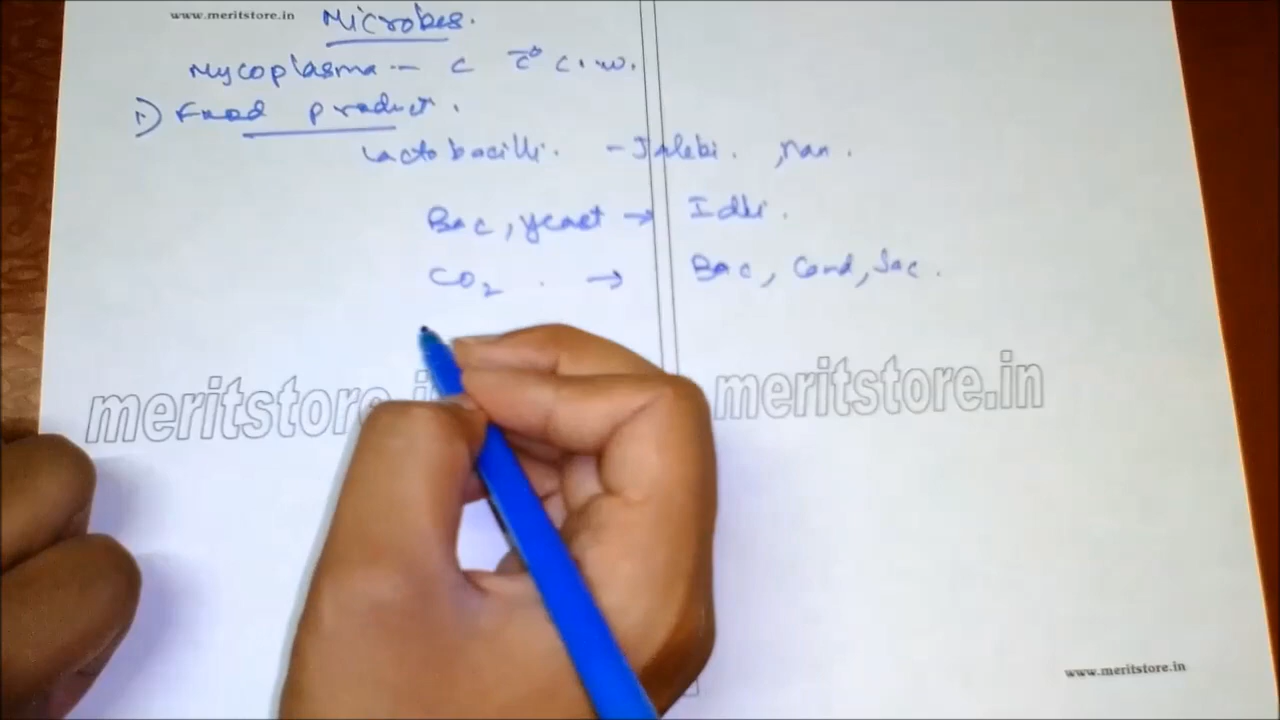 www.meritstore.in
Microbes.
Mycoplasma – c c̄° c.w.
1) Food product.
Lactobacilli. – Jalebi. , nan.
Bac, yeast → Idli.
CO₂ . → Bac, Cand, Sac.
meritstore.in meritstore.in
www.meritstore.in